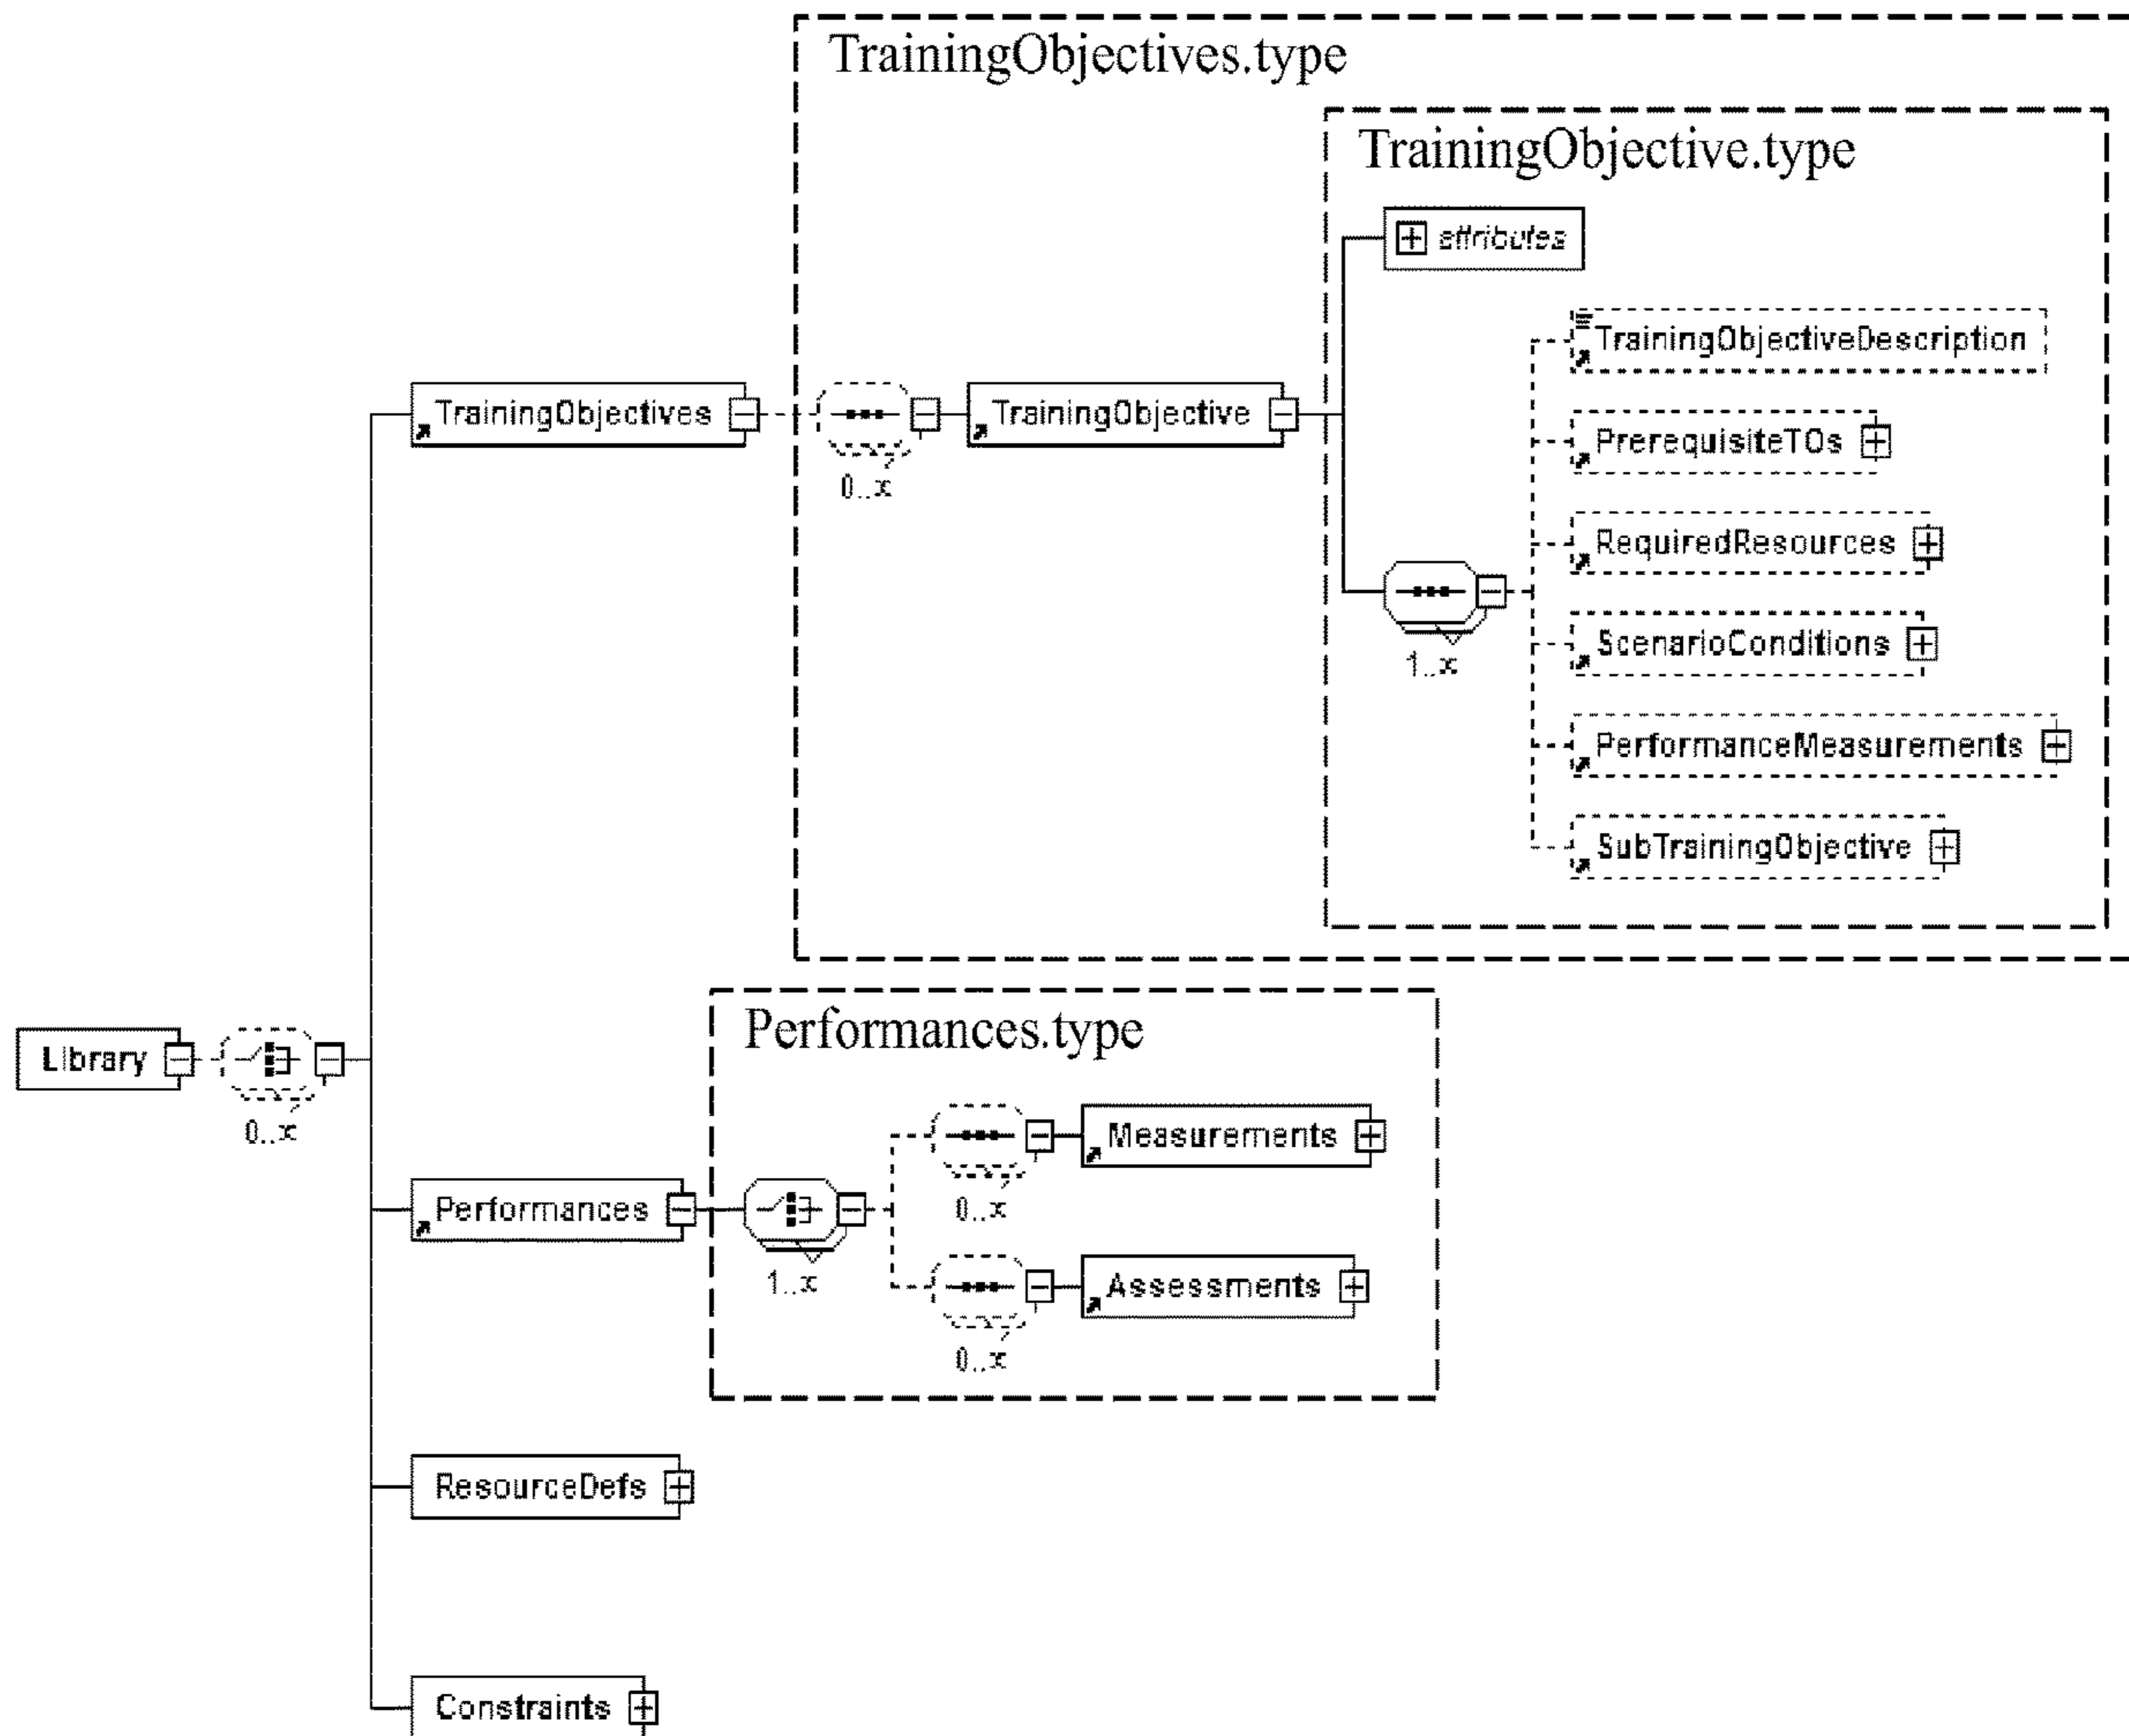 TrainingObjectives.type
TrainingObjective.type
attributes
TrainingObjectiveDescription
TrainingObjectives
TrainingObjective
0..x
PrerequisiteTOs
RequiredResources
ScenarioConditions
1..x
PerformanceMeasurements
SubTrainingObjective
Performances.type
Library
0..x
Measurements
0..x
Performances
1..x
Assessments
0..x
ResourceDefs
Constraints